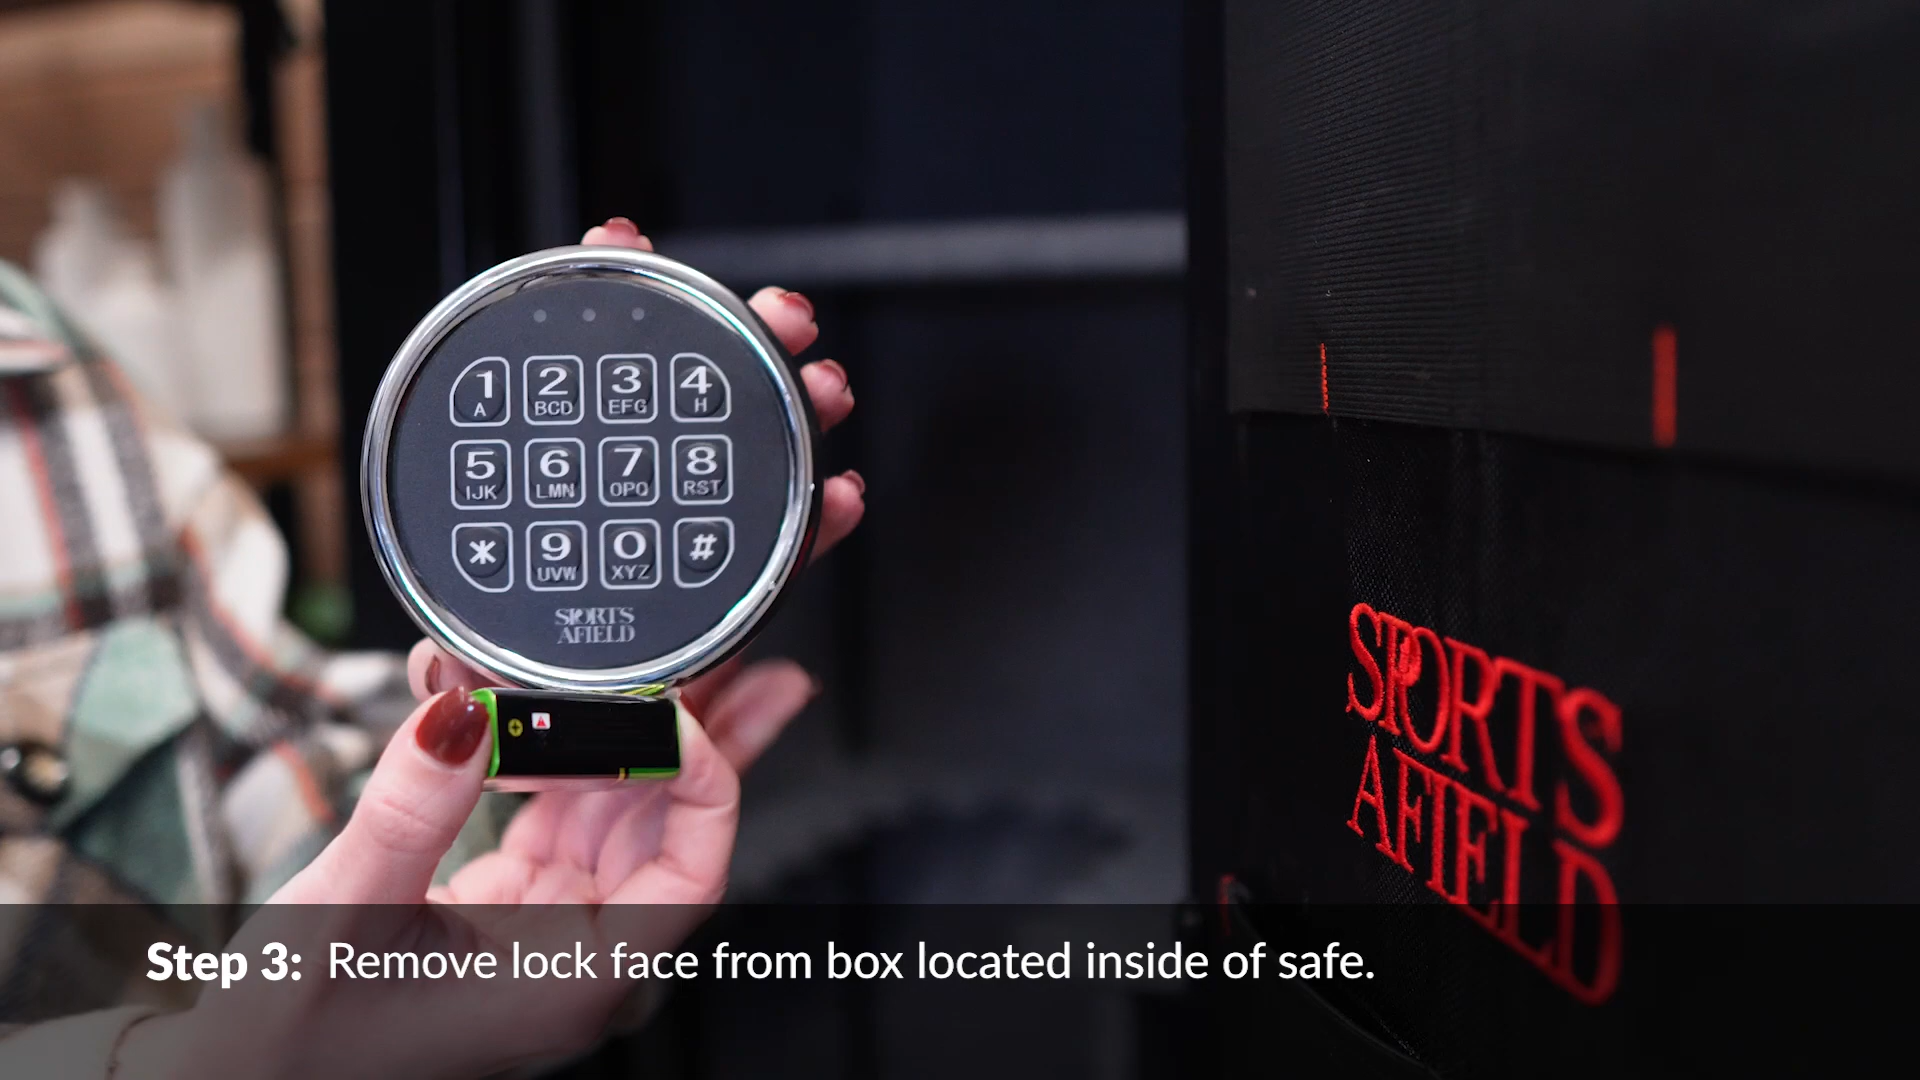 1 2 3 4
A BCD EFG H
5 6 7 8
IJK LMN OPQ RST
* 9 0 #
UVW XYZ
SPORTS
AFIELD
SPORTS
AFIELD
Step 3: Remove lock face from box located inside of safe.